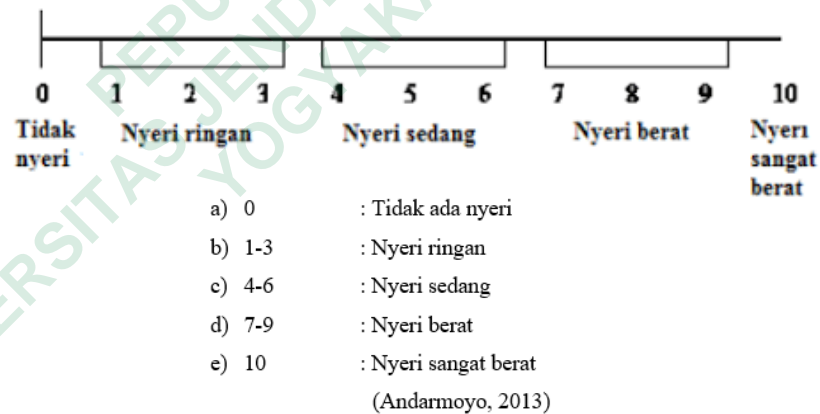 0 1 2 3 4 5 6 7 8 9 10
Tidak Nyeri ringan Nyeri sedang Nyeri berat Nyeri
nyeri sangat
berat
a) 0 : Tidak ada nyeri
b) 1-3 : Nyeri ringan
c) 4-6 : Nyeri sedang
d) 7-9 : Nyeri berat
e) 10 : Nyeri sangat berat
(Andarmoyo, 2013)